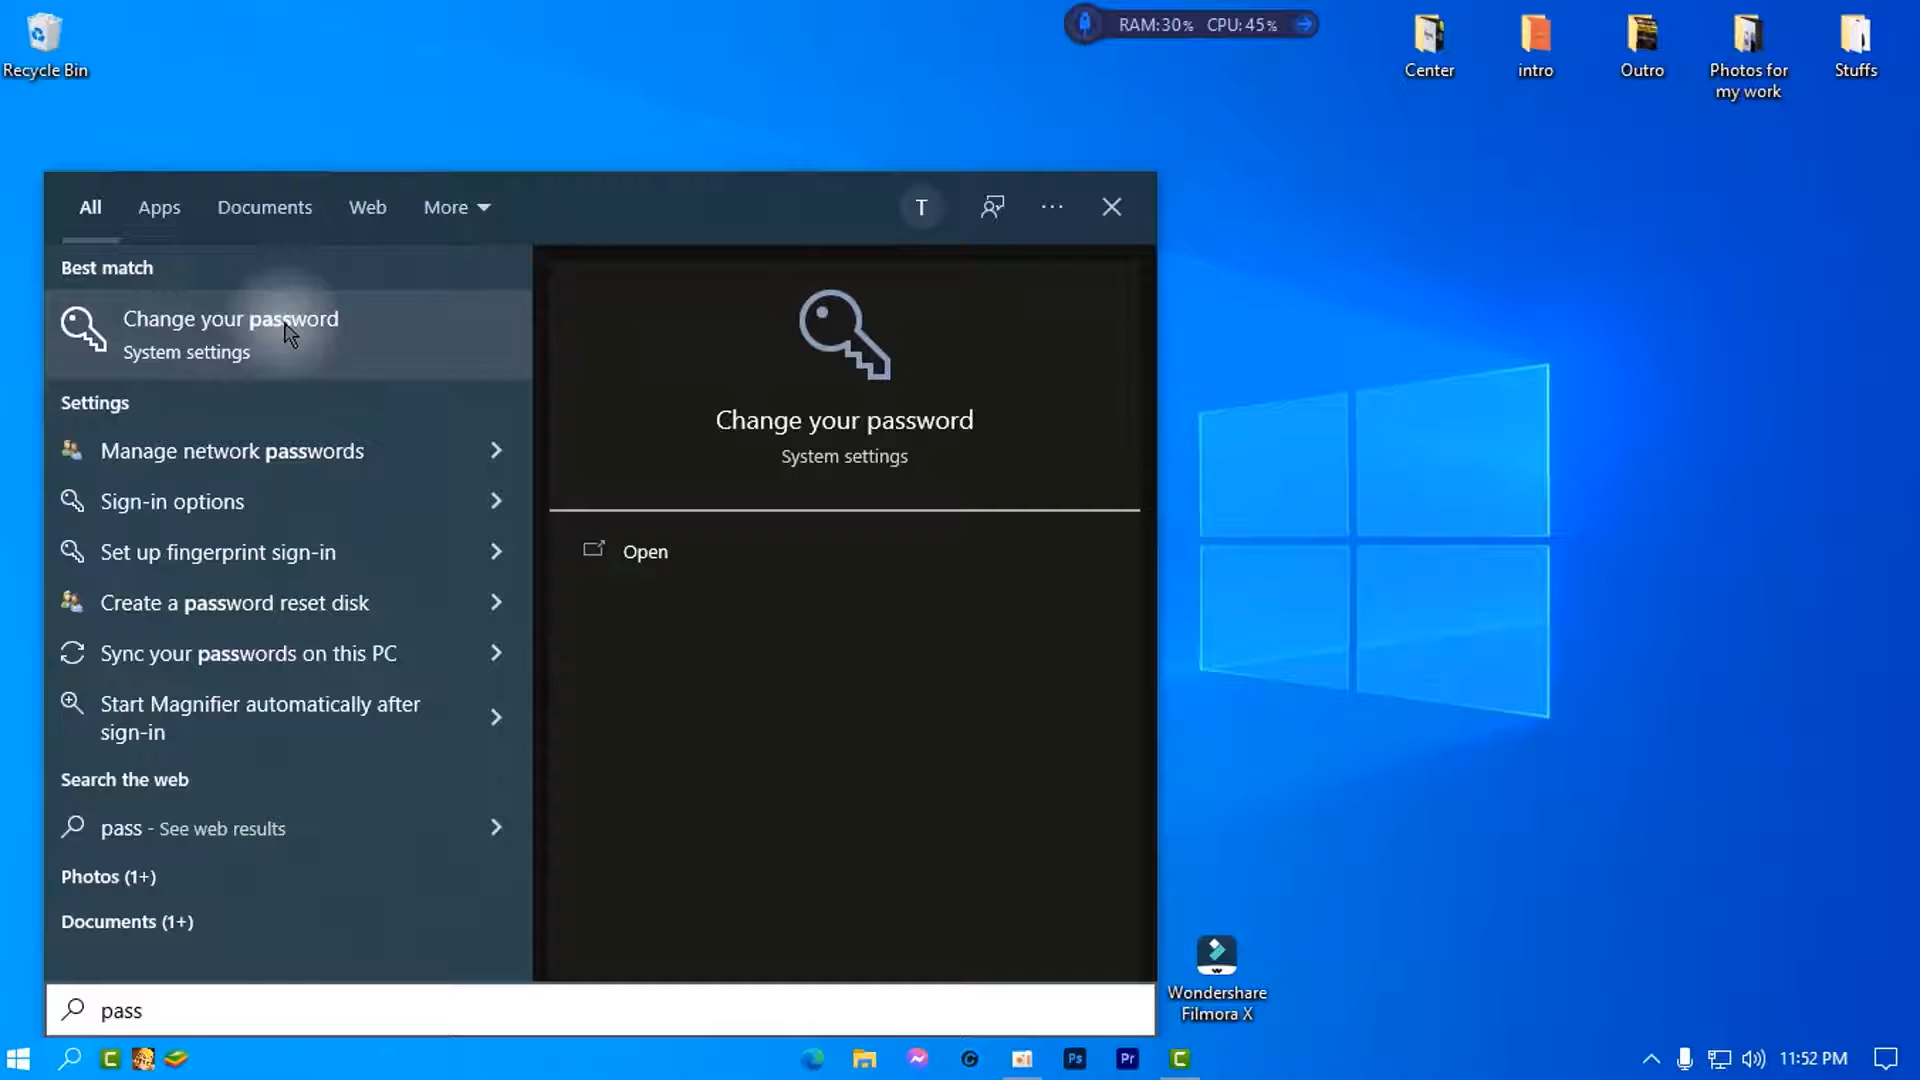 Recycle Bin
RAM:30% CPU:45%
Center
intro
Outro
Photos for
my work
Stuffs
All Apps Documents Web More
T
Best match
Change your password
System settings
Settings
Manage network passwords
Sign-in options
Set up fingerprint sign-in
Create a password reset disk
Sync your passwords on this PC
Start Magnifier automatically after
sign-in
Search the web
pass - See web results
Photos (1+)
Documents (1+)
Change your password
System settings
Open
pass
Wondershare
Filmora X
C
Ps
Pr
C
11:52 PM